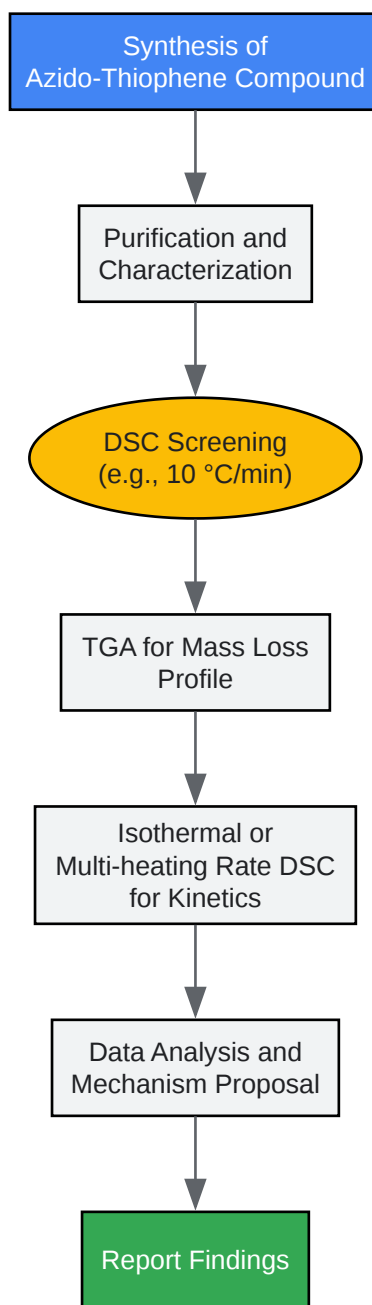 Synthesis of
Azido-Thiophene Compound
Purification and
Characterization
DSC Screening
(e.g., 10 °C/min)
TGA for Mass Loss
Profile
Isothermal or
Multi-heating Rate DSC
for Kinetics
Data Analysis and
Mechanism Proposal
Report Findings